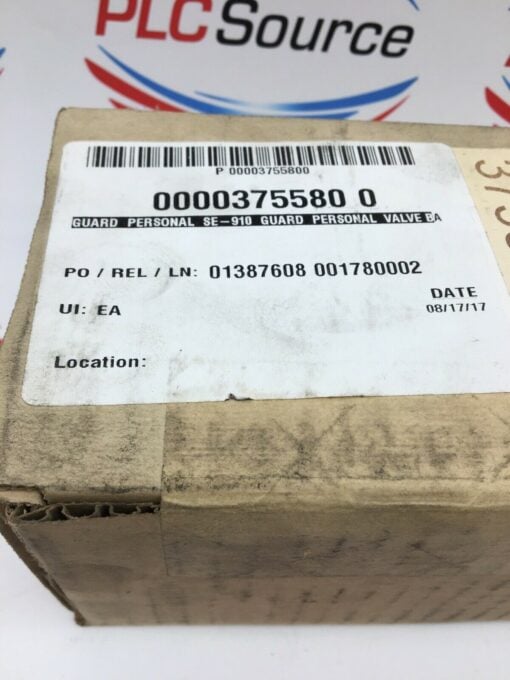 PLCSource
P 00003755800
0000375580 0
GUARD PERSONAL SE-910 GUARD PERSONAL VALVE BA
PO / REL / LN: 01387608 001780002
DATE
UI: EA
08/17/17
Location: